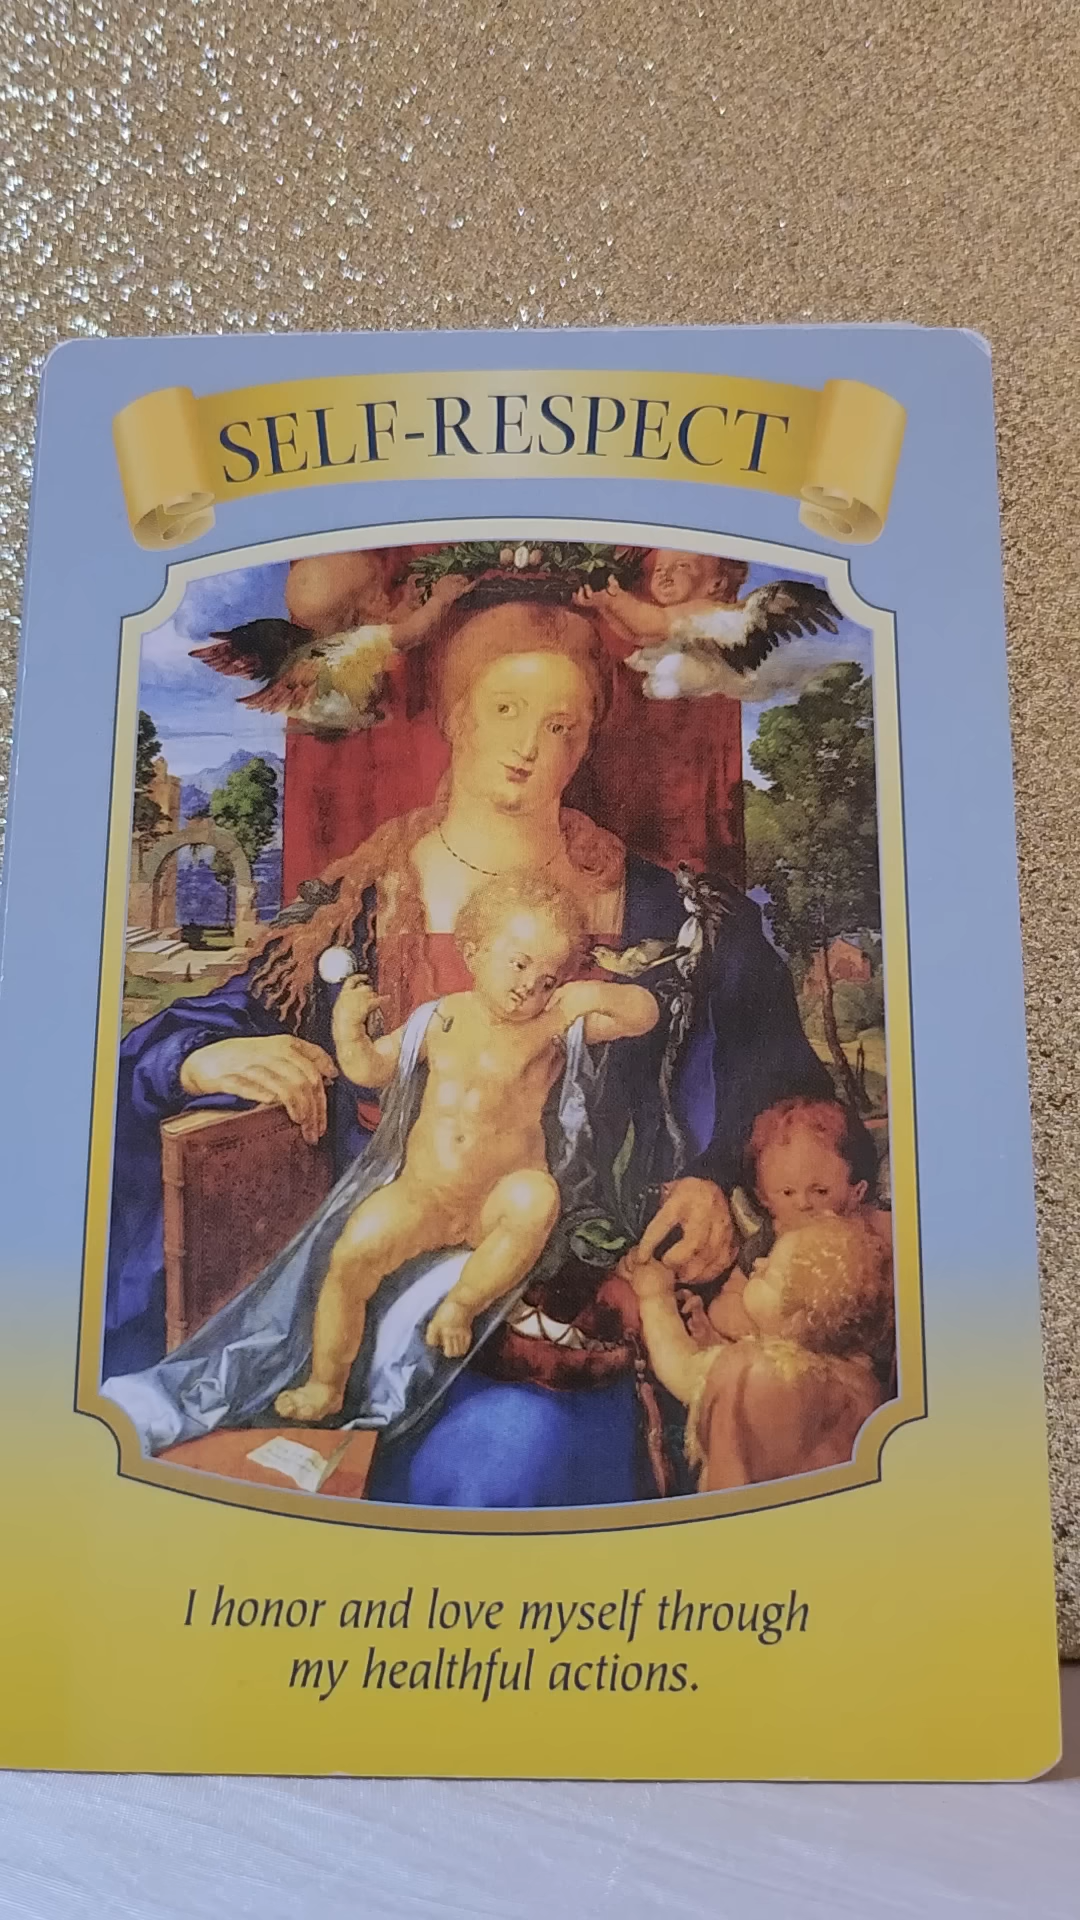 SELF-RESPECT
I honor and love myself through
my healthful actions.